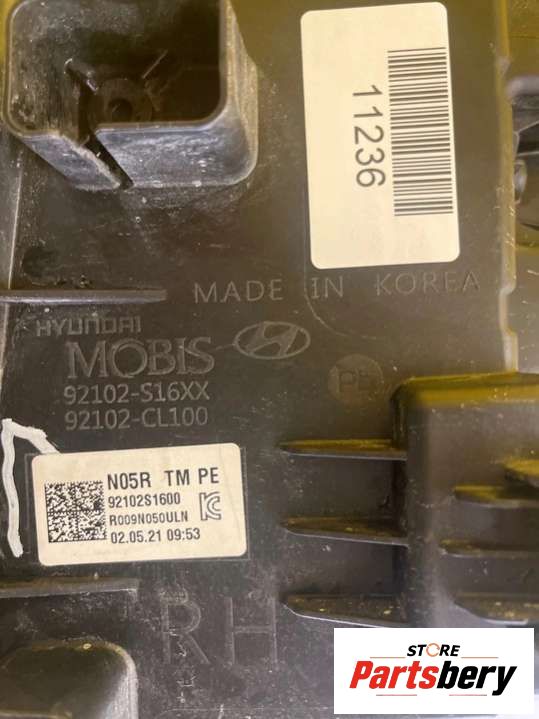 11236
MADE IN KOREA
HYUNDAI
MOBIS
Pb
92102-S16XX
92102-CL100
N05R TM PE
92102S1600
R009N050ULN
02.05.21 09:53
RH
STORE
Partsbery